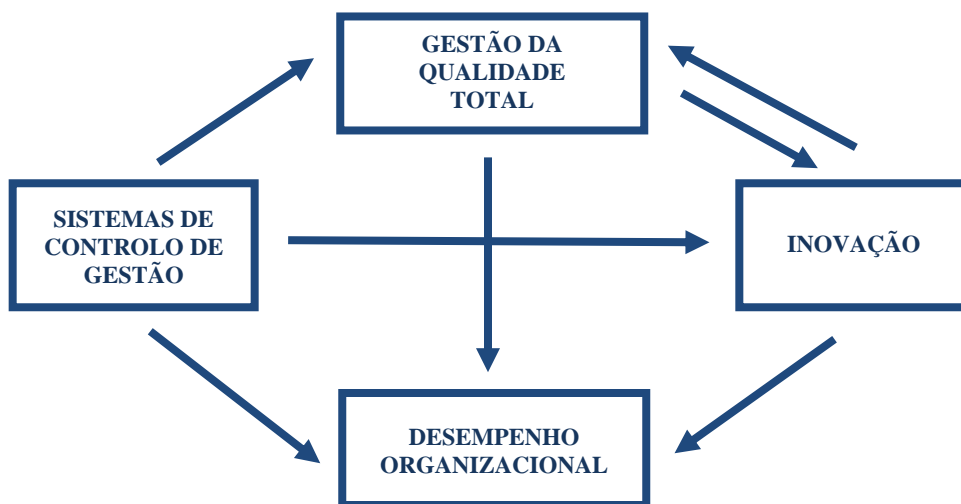 GESTÃO DA
QUALIDADE
TOTAL
SISTEMAS DE
CONTROLO DE
GESTÃO
INOVAÇÃO
DESEMPENHO
ORGANIZACIONAL